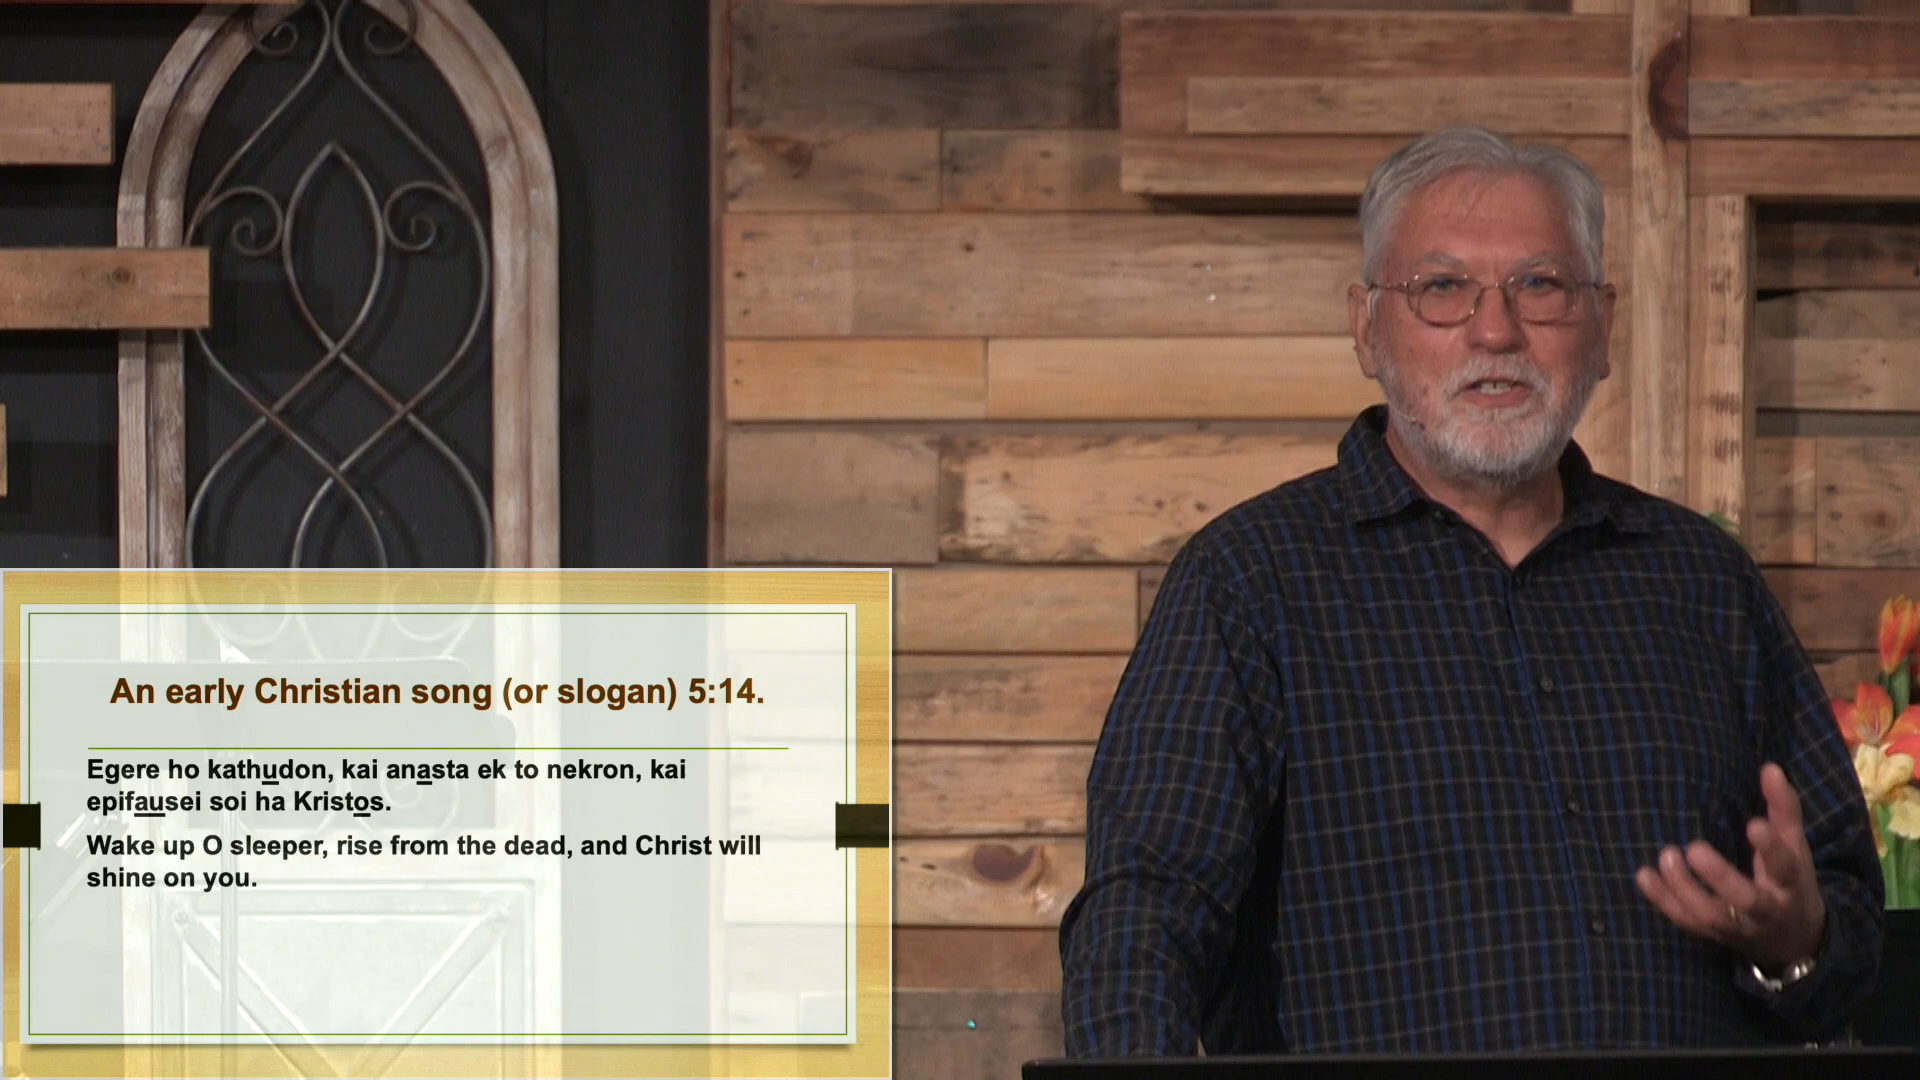 An early Christian song (or slogan) 5:14.
Egere ho kathudon, kai anasta ek to nekron, kai
epifausei soi ha Kristos.
Wake up O sleeper, rise from the dead, and Christ will
shine on you.